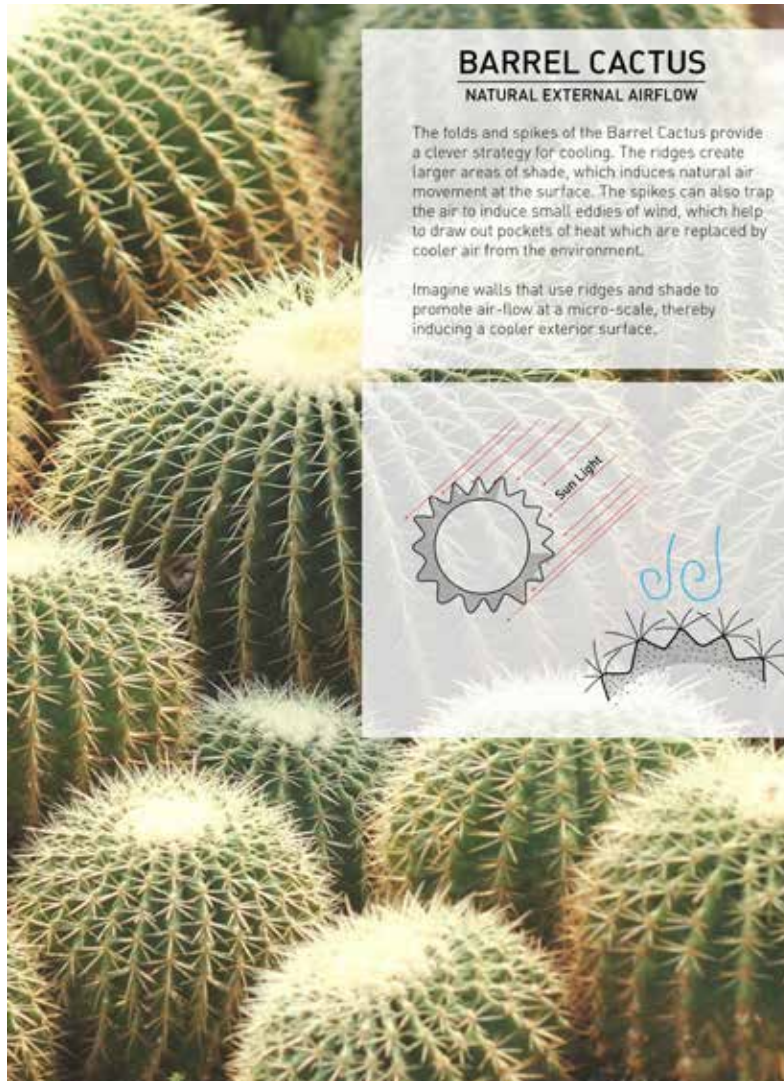 BARREL CACTUS
NATURAL EXTERNAL AIRFLOW
The folds and spikes of the Barrel Cactus provide
a clever strategy for cooling. The ridges create
larger areas of shade, which induces natural air
movement at the surface. The spikes can also trap
the air to induce small eddies of wind, which help
to draw out pockets of heat which are replaced by
cooler air from the environment.
Imagine walls that use ridges and shade to
promote air-flow at a micro-scale, thereby
inducing a cooler exterior surface.
Sun Light